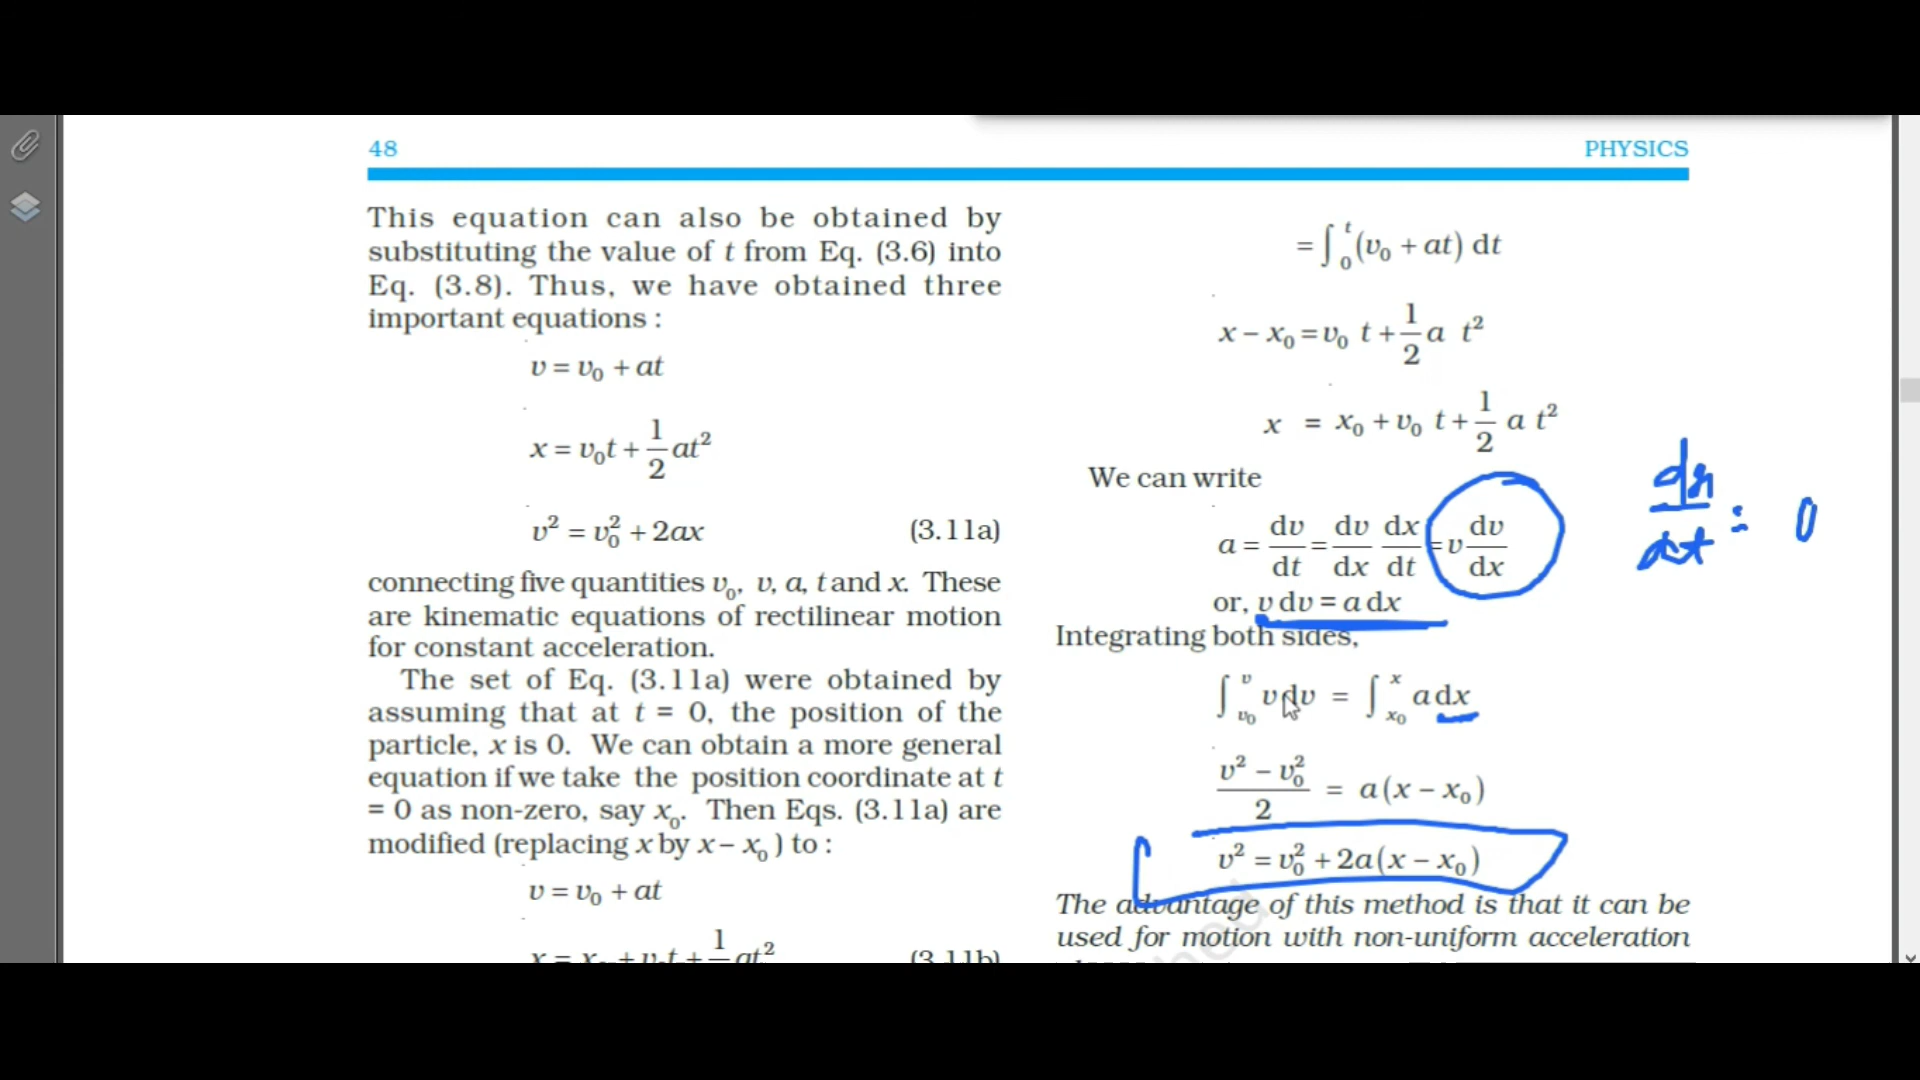 48 PHYSICS
This equation can also be obtained by
substituting the value of t from Eq. (3.6) into
Eq. (3.8). Thus, we have obtained three
important equations :
v = v₀ + at
x = v₀t + 1/2 at²
v² = v₀² + 2ax (3.11a)
connecting five quantities v₀, v, a, t and x. These
are kinematic equations of rectilinear motion
for constant acceleration.
The set of Eq. (3.11a) were obtained by
assuming that at t = 0, the position of the
particle, x is 0. We can obtain a more general
equation if we take the position coordinate at t
= 0 as non-zero, say x₀. Then Eqs. (3.11a) are
modified (replacing x by x – x₀ ) to :
v = v₀ + at
x = x₀ + v₀t + 1/2 at² (3.11b)
= ∫₀ᵗ (v₀ + at) dt
x – x₀ = v₀ t + 1/2 a t²
x = x₀ + v₀ t + 1/2 a t²
We can write
a = dv/dt = dv/dx dx/dt = v dv/dx
or, v dv = a dx
Integrating both sides,
∫ᵥ₀ᵛ v dv = ∫ₓ₀ˣ a dx
(v² – v₀²)/2 = a (x – x₀)
v² = v₀² + 2a (x – x₀)
The advantage of this method is that it can be
used for motion with non-uniform acceleration
dx/dt = 0